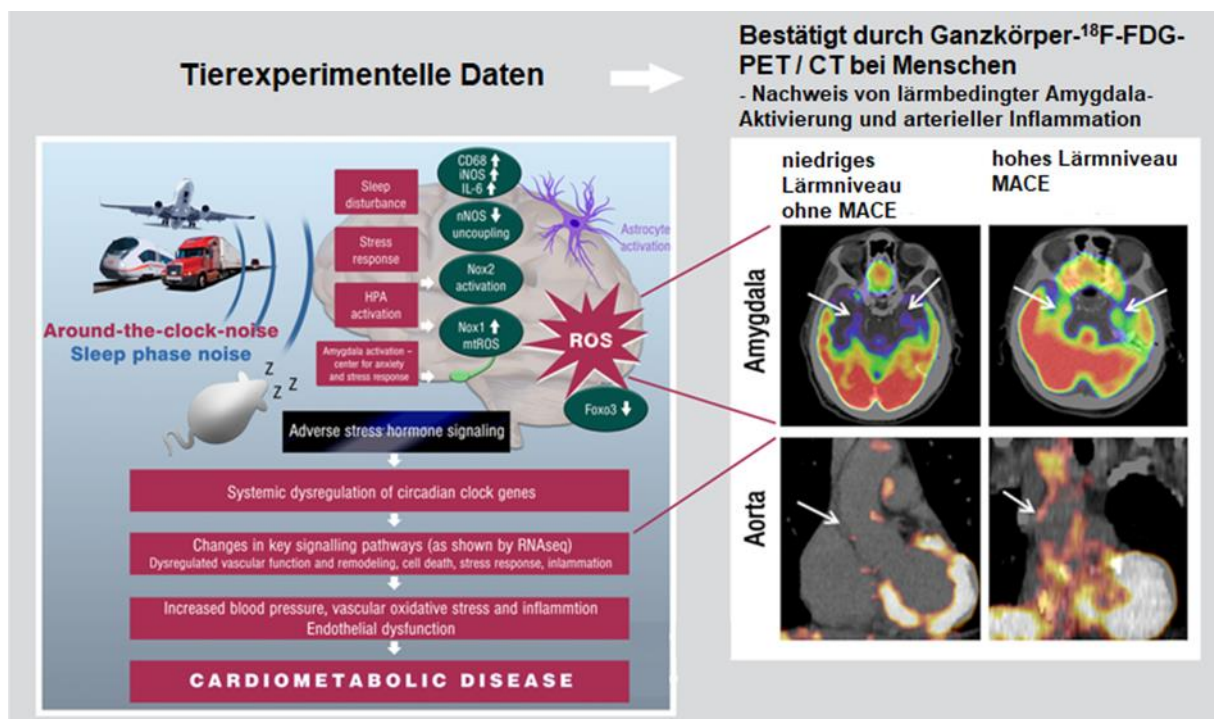 Tierexperimentelle Daten
Bestätigt durch Ganzkörper-¹⁸F-FDG-
PET / CT bei Menschen
- Nachweis von lärmbedingter Amygdala-
Aktivierung und arterieller Inflammation
Sleep
disturbance
Stress
response
HPA
activation
Amygdala activation –
center for anxiety
and stress response
CD68 ↑
iNOS ↑
IL-6 ↑
nNOS ↓
uncoupling
Nox2
activation
Nox1 ↑
mtROS
Astrocyte
activation
ROS
Foxo3 ↓
Around-the-clock-noise
Sleep phase noise
Z
Z
Z
Z
Adverse stress hormone signaling
Systemic dysregulation of circadian clock genes
Changes in key signalling pathways (as shown by RNAseq)
Dysregulated vascular function and remodeling, cell death, stress response, inlammation
Increased blood pressure, vascular oxidative stress and inflammtion
Endothelial dysfunction
CARDIOMETABOLIC DISEASE
niedriges
Lärmniveau
ohne MACE
hohes Lärmniveau
MACE
Amygdala
Aorta